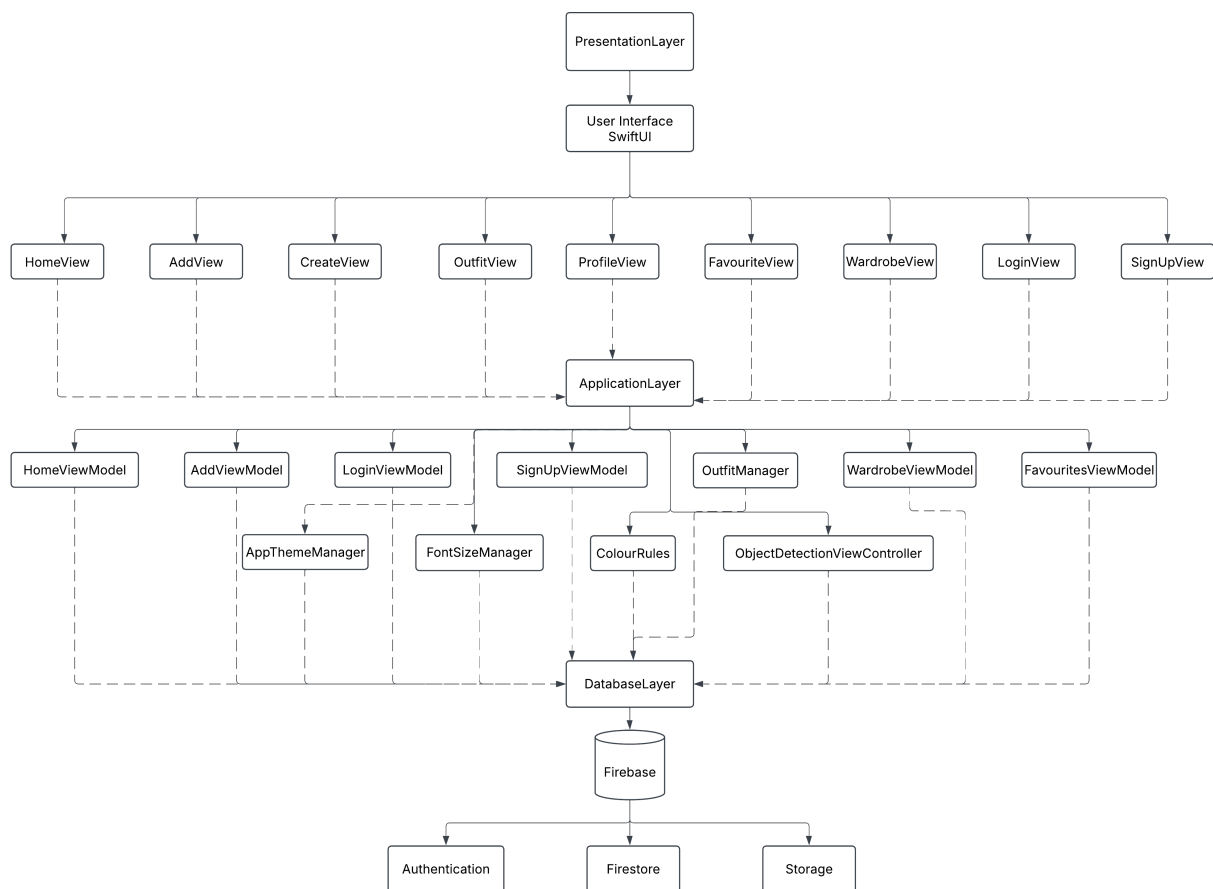 PresentationLayer
User Interface
SwiftUI
HomeView
AddView
CreateView
OutfitView
ProfileView
FavouriteView
WardrobeView
LoginView
SignUpView
ApplicationLayer
HomeViewModel
AddViewModel
LoginViewModel
SignUpViewModel
OutfitManager
WardrobeViewModel
FavouritesViewModel
AppThemeManager
FontSizeManager
ColourRules
ObjectDetectionViewController
DatabaseLayer
Firebase
Authentication
Firestore
Storage